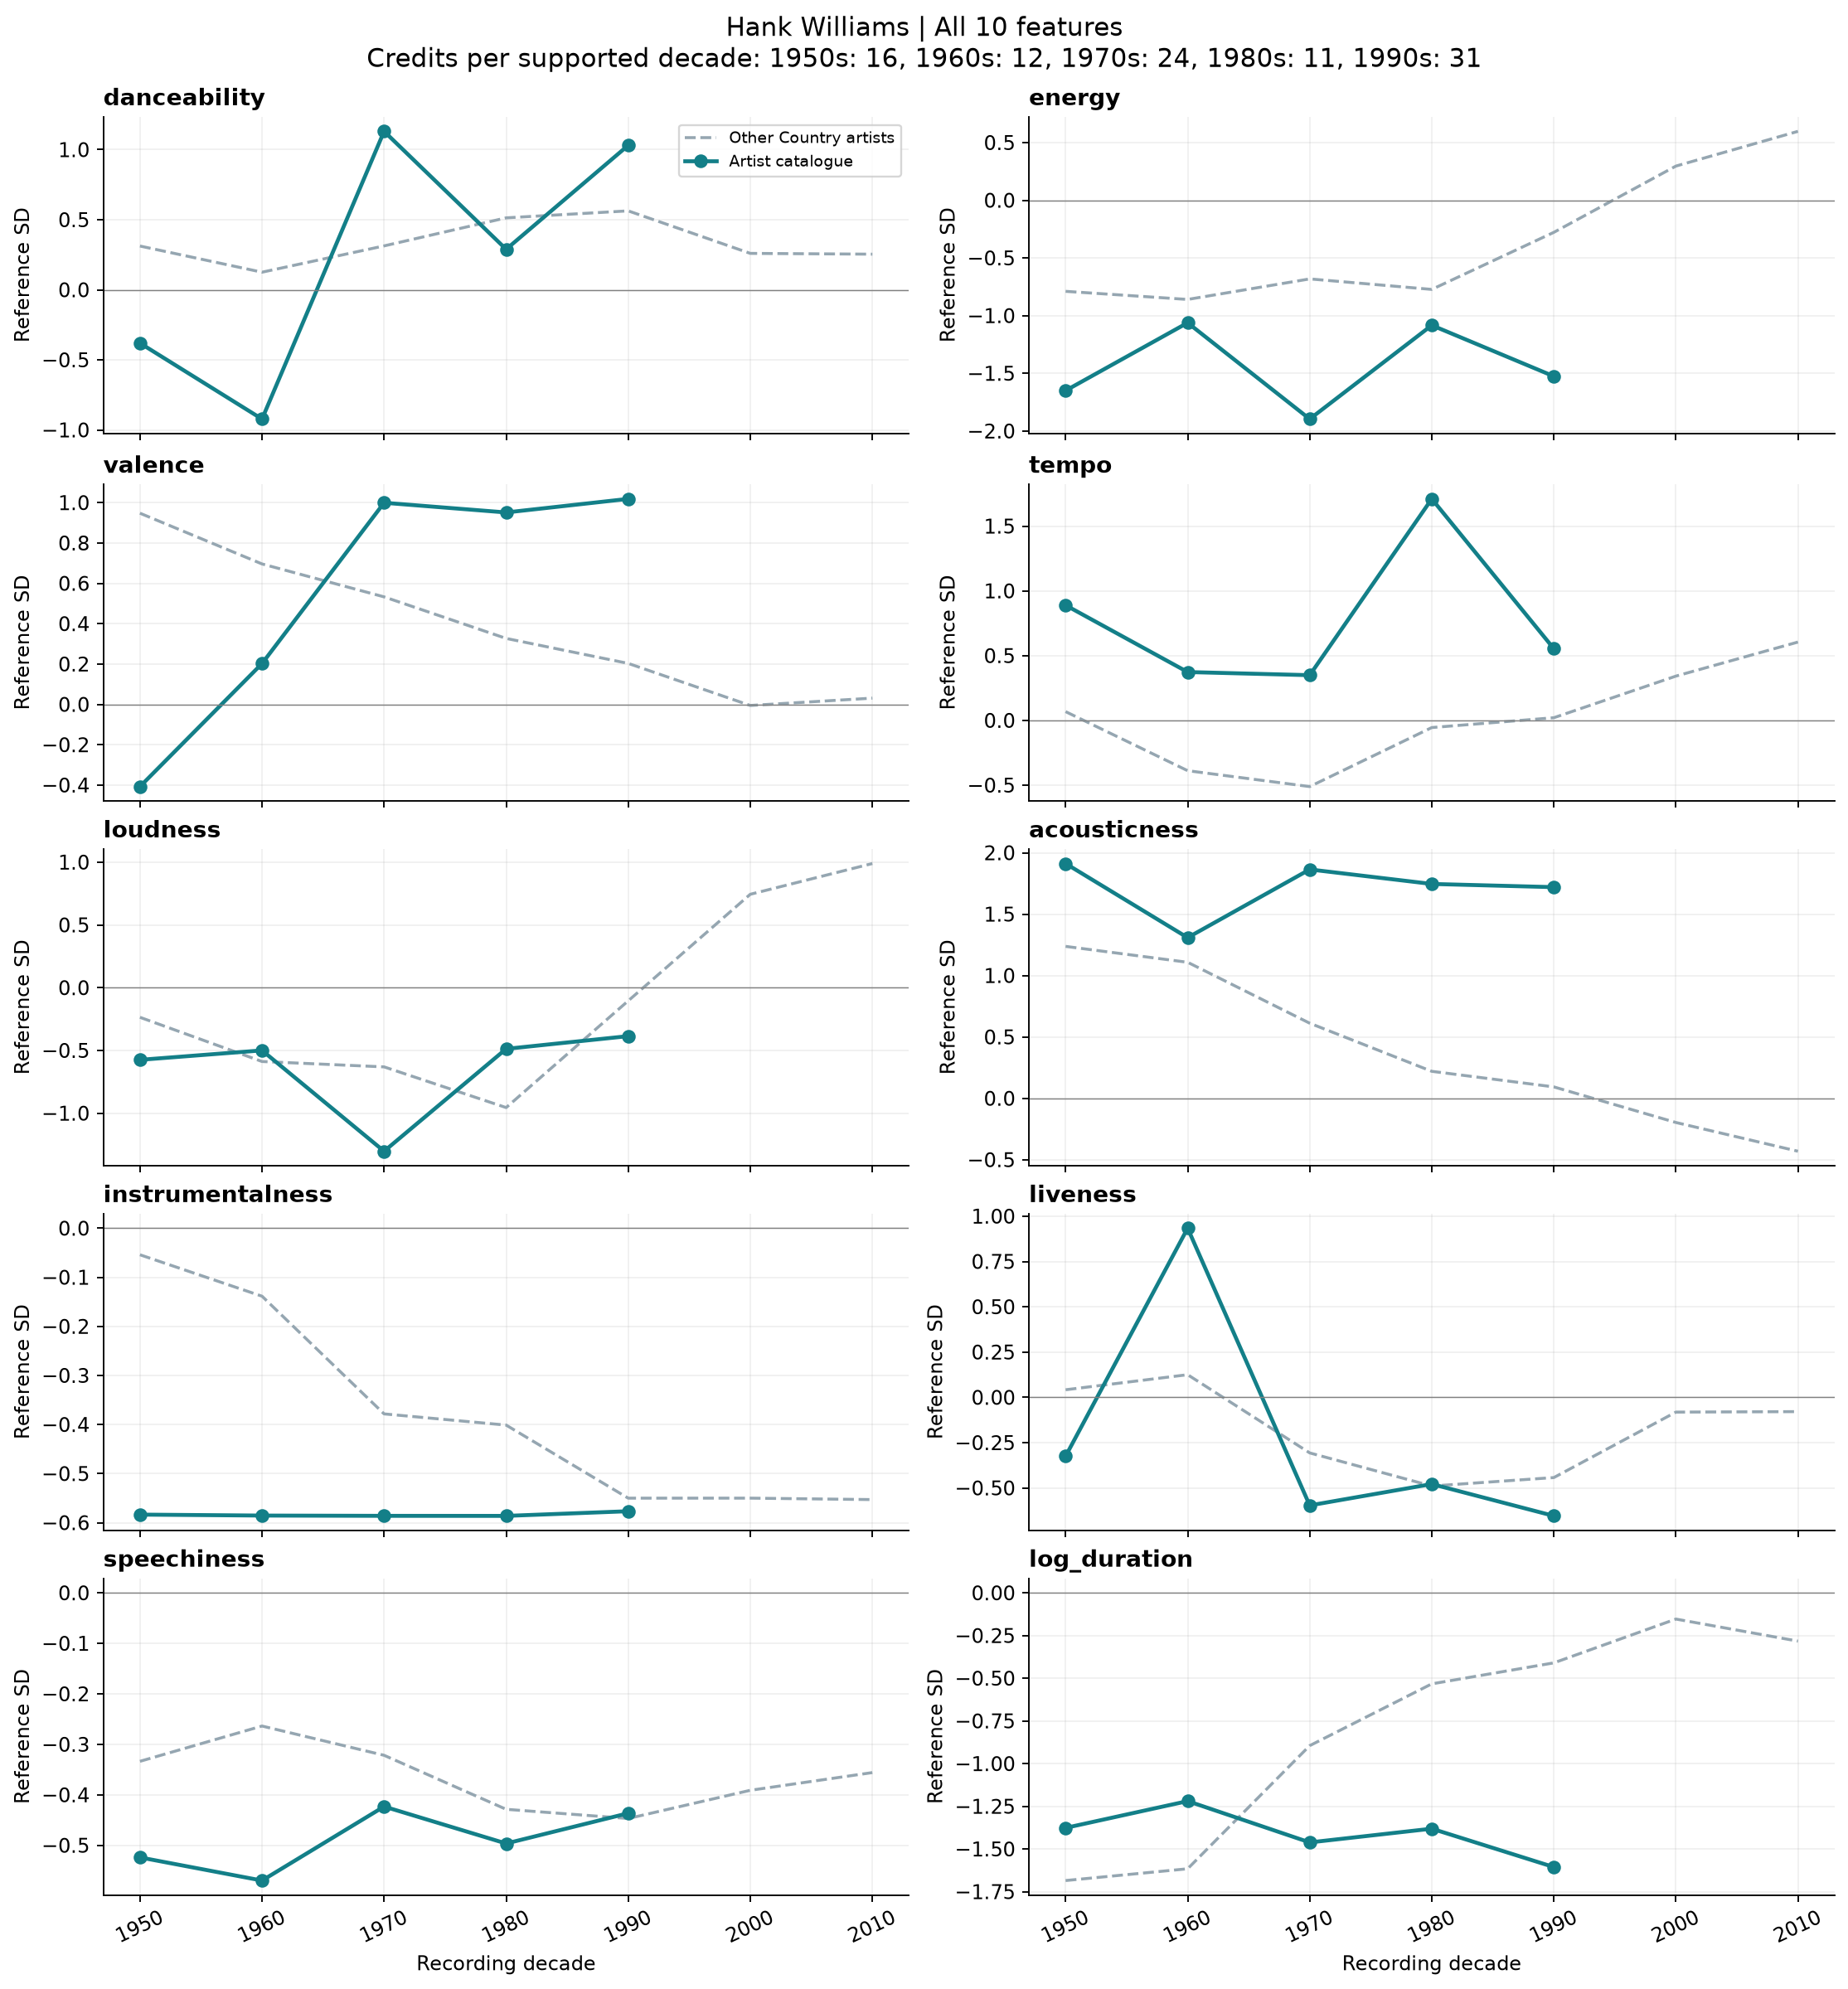 Hank Williams | All 10 features
Credits per supported decade: 1950s: 16, 1960s: 12, 1970s: 24, 1980s: 11, 1990s: 31
danceability
Reference SD
1.0
0.5
0.0
−0.5
−1.0
Other Country artists
Artist catalogue
energy
Reference SD
0.5
0.0
−0.5
−1.0
−1.5
−2.0
valence
Reference SD
1.0
0.8
0.6
0.4
0.2
0.0
−0.2
−0.4
tempo
Reference SD
1.5
1.0
0.5
0.0
−0.5
loudness
Reference SD
1.0
0.5
0.0
−0.5
−1.0
acousticness
Reference SD
2.0
1.5
1.0
0.5
0.0
−0.5
instrumentalness
Reference SD
0.0
−0.1
−0.2
−0.3
−0.4
−0.5
−0.6
liveness
Reference SD
1.00
0.75
0.50
0.25
0.00
−0.25
−0.50
speechiness
Reference SD
0.0
−0.1
−0.2
−0.3
−0.4
−0.5
1950 1960 1970 1980 1990 2000 2010
Recording decade
log_duration
Reference SD
0.00
−0.25
−0.50
−0.75
−1.00
−1.25
−1.50
−1.75
1950 1960 1970 1980 1990 2000 2010
Recording decade